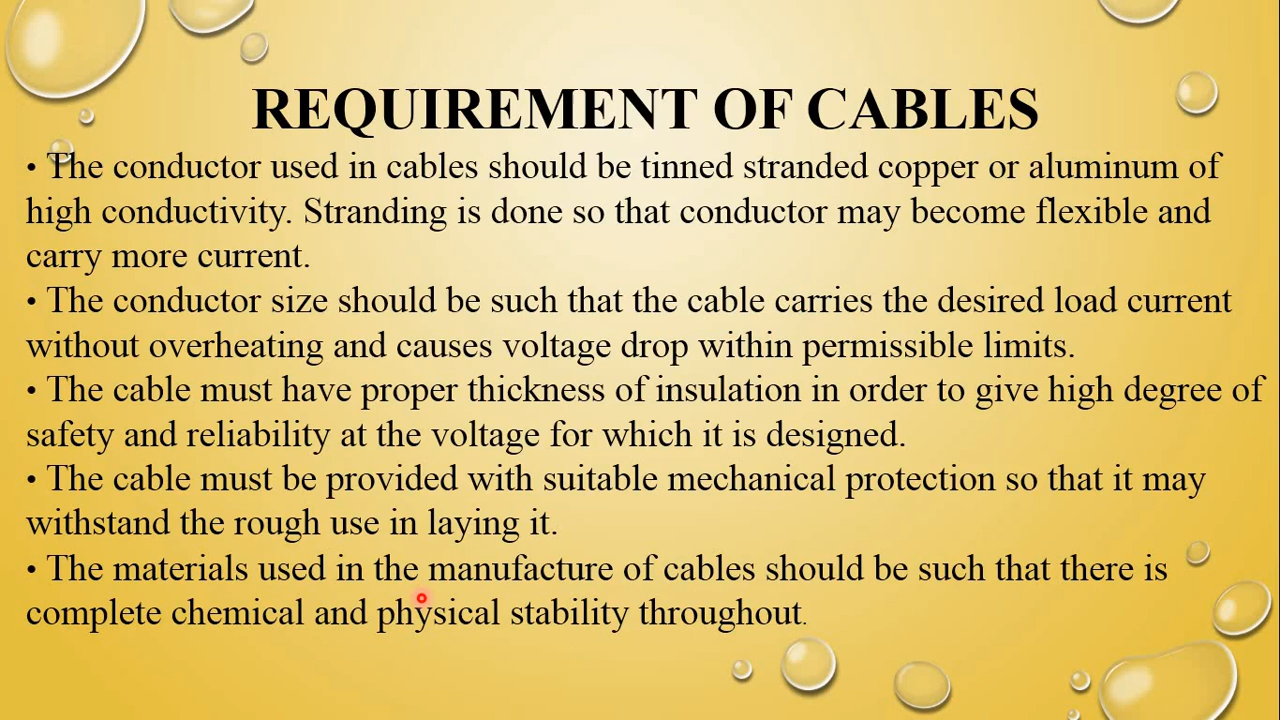 REQUIREMENT OF CABLES
• The conductor used in cables should be tinned stranded copper or aluminum of
high conductivity. Stranding is done so that conductor may become flexible and
carry more current.
• The conductor size should be such that the cable carries the desired load current
without overheating and causes voltage drop within permissible limits.
• The cable must have proper thickness of insulation in order to give high degree of
safety and reliability at the voltage for which it is designed.
• The cable must be provided with suitable mechanical protection so that it may
withstand the rough use in laying it.
• The materials used in the manufacture of cables should be such that there is
complete chemical and physical stability throughout.